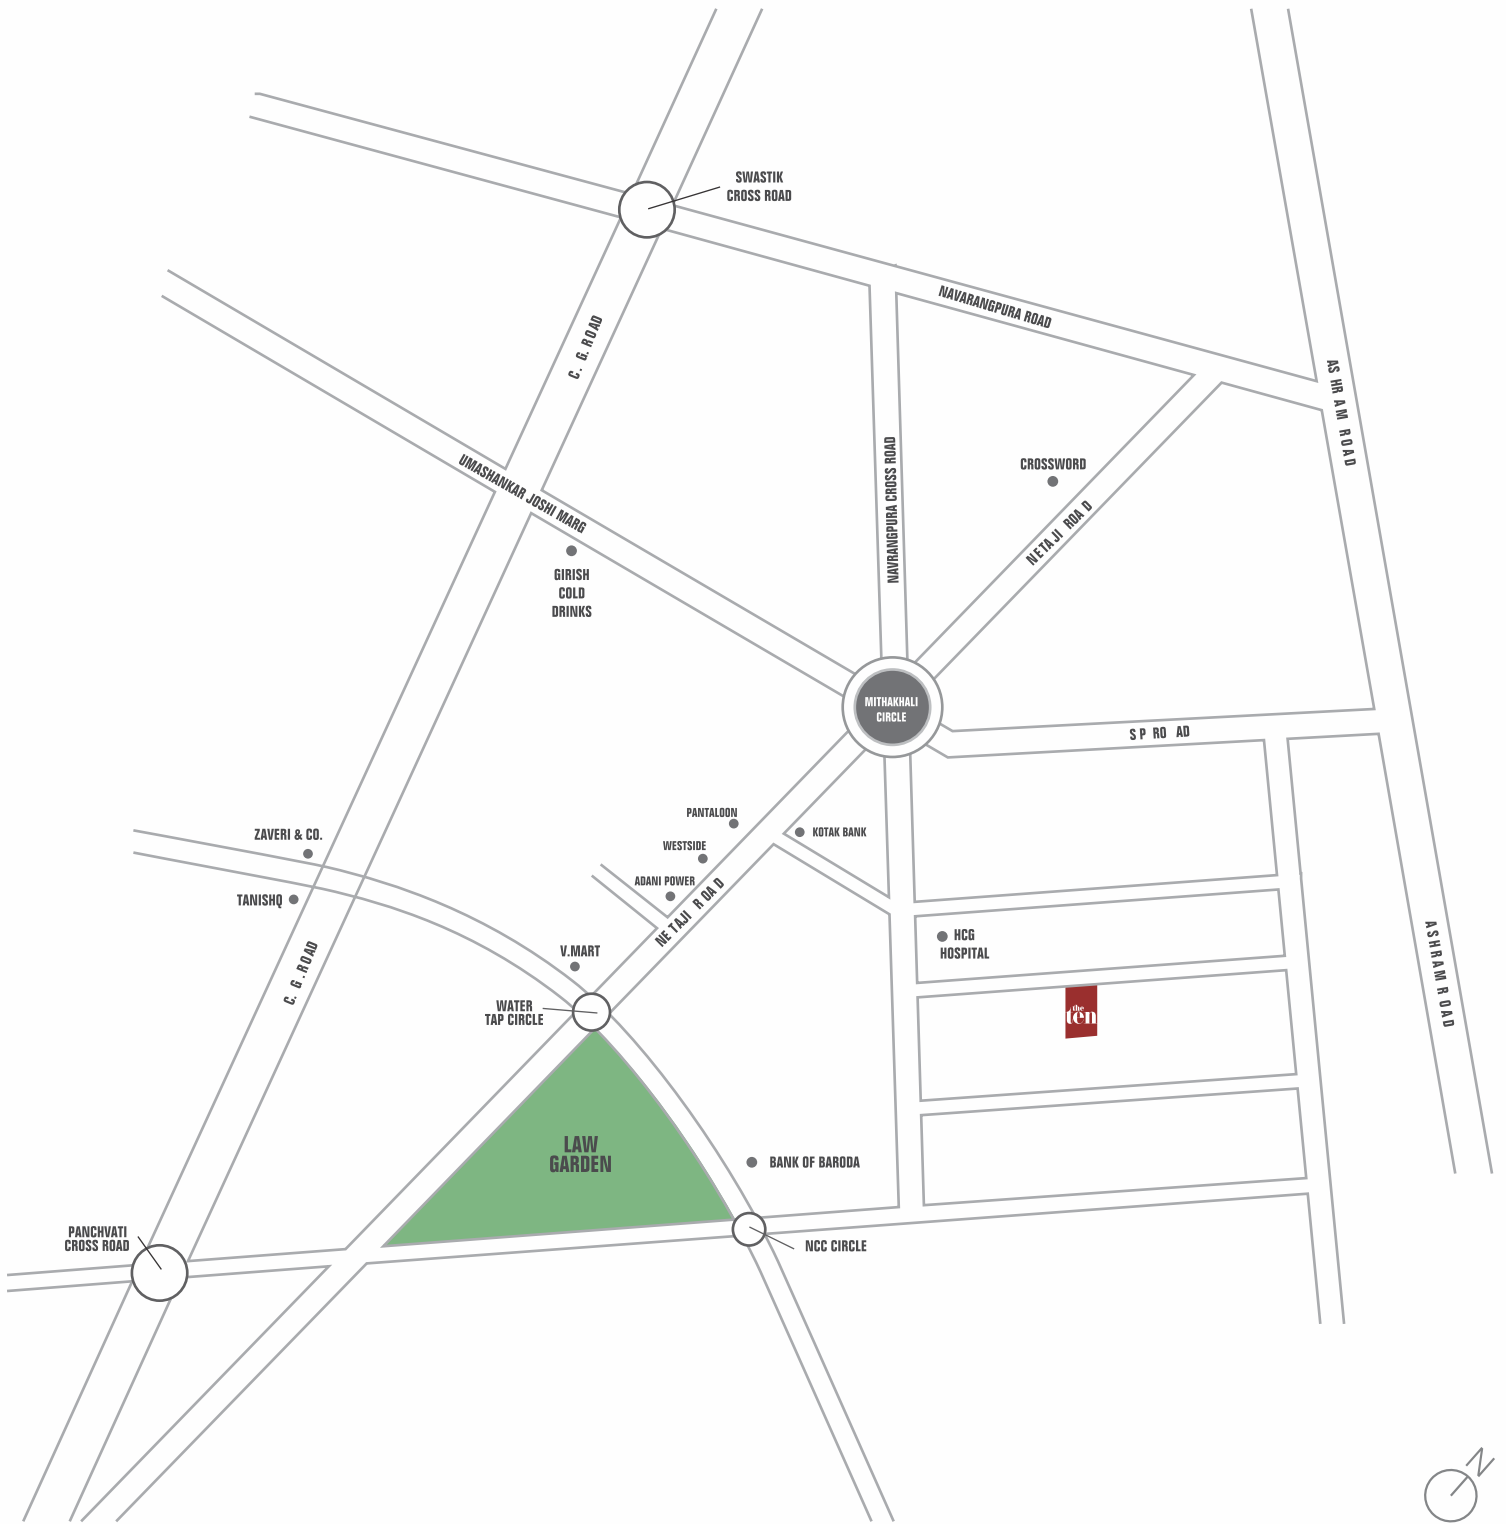 SWASTIK
CROSS ROAD
NAVARANGPURA ROAD
C. G. ROAD
ASHRAM ROAD
UMASHANKAR JOSHI MARG
NAVRANGPURA CROSS ROAD
CROSSWORD
NETAJI ROAD
GIRISH
COLD
DRINKS
MITHAKHALI
CIRCLE
S P ROAD
PANTALOON
ZAVERI & CO.
KOTAK BANK
WESTSIDE
ADANI POWER
TANISHQ
NETAJI ROAD
HCG
HOSPITAL
V.MART
C. G. ROAD
ASHRAM ROAD
WATER
TAP CIRCLE
the
ten
LAW
GARDEN
BANK OF BARODA
PANCHVATI
CROSS ROAD
NCC CIRCLE
N